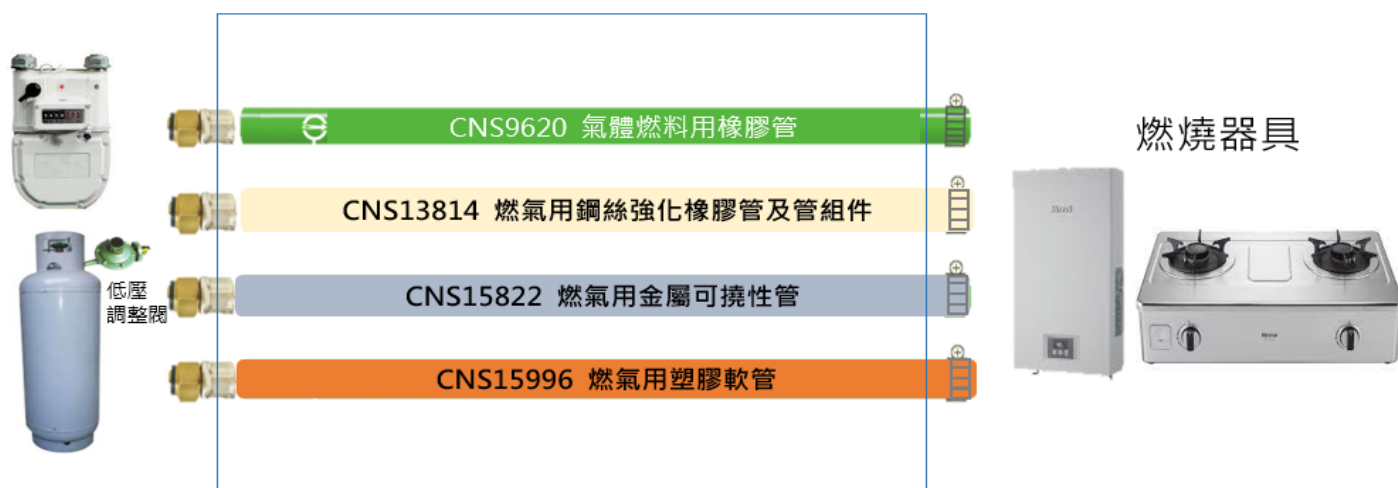 CNS9620 氣體燃料用橡膠管
燃燒器具
CNS13814 燃氣用鋼絲強化橡膠管及管組件
低壓
調整閥
CNS15822 燃氣用金屬可撓性管
CNS15996 燃氣用塑膠軟管